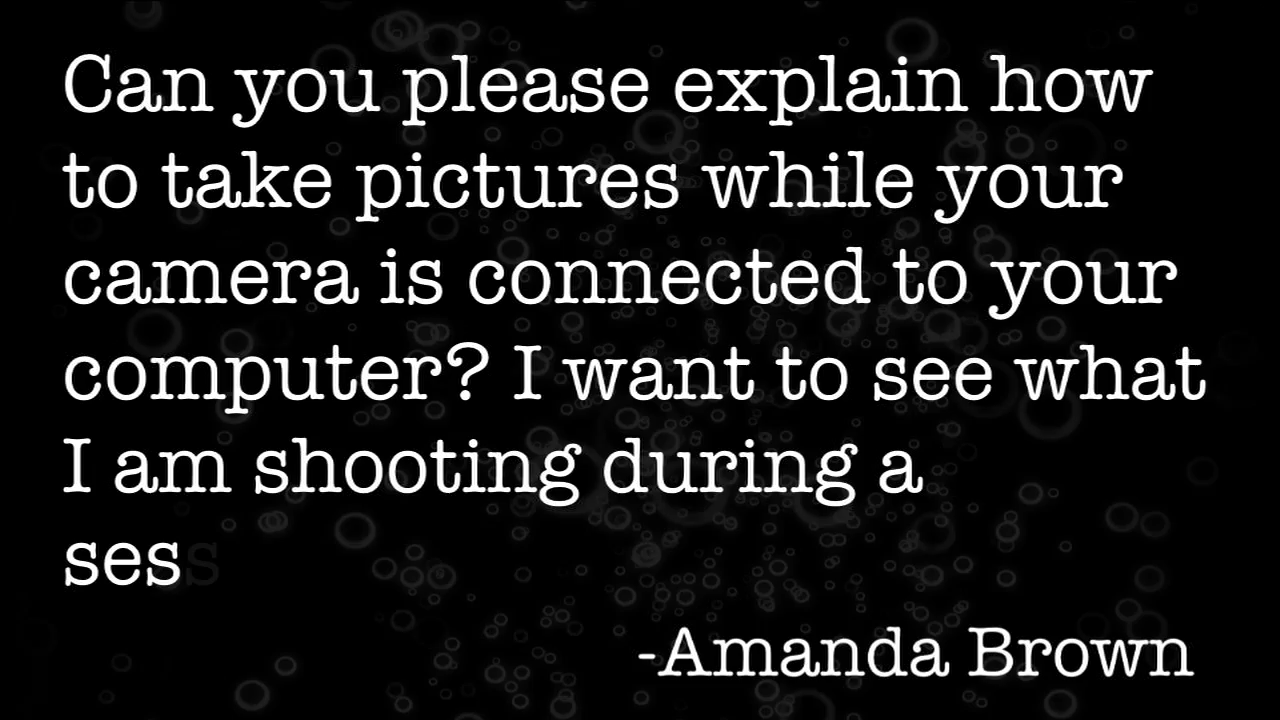 Can you please explain how
to take pictures while your
camera is connected to your
computer? I want to see what
I am shooting during a
sess
-Amanda Brown